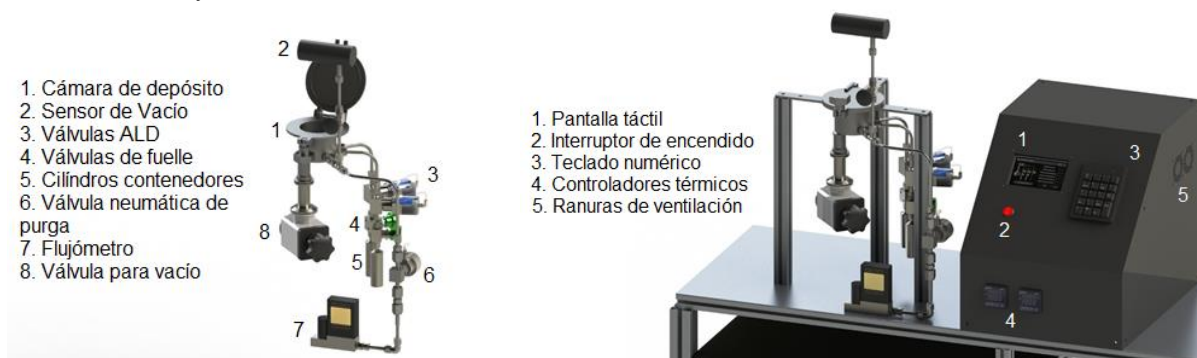 1. Cámara de depósito
2. Sensor de Vacío
3. Válvulas ALD
4. Válvulas de fuelle
5. Cilíndros contenedores
6. Válvula neumática de
purga
7. Flujómetro
8. Válvula para vacío
2
1
3
4
8
5
6
7
1. Pantalla táctil
2. Interruptor de encendido
3. Teclado numérico
4. Controladores térmicos
5. Ranuras de ventilación
1
3
5
2
4